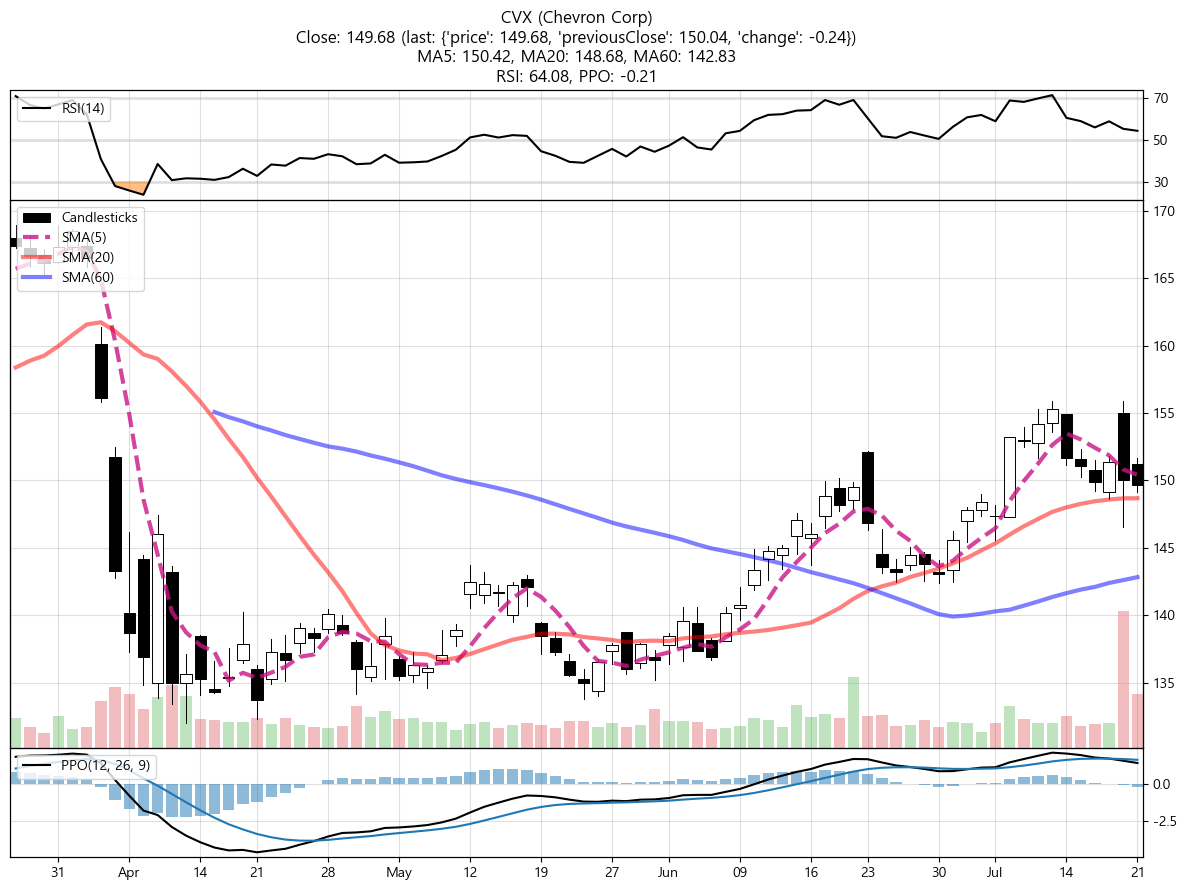 CVX (Chevron Corp)
Close: 149.68 (last: {'price': 149.68, 'previousClose': 150.04, 'change': -0.24})
MA5: 150.42, MA20: 148.68, MA60: 142.83
RSI: 64.08, PPO: -0.21
RSI(14)
70
50
30
Candlesticks
SMA(5)
SMA(20)
SMA(60)
170
165
160
155
150
145
140
135
PPO(12, 26, 9)
0.0
-2.5
31 Apr 14 21 28 May 12 19 27 Jun 09 16 23 30 Jul 14 21